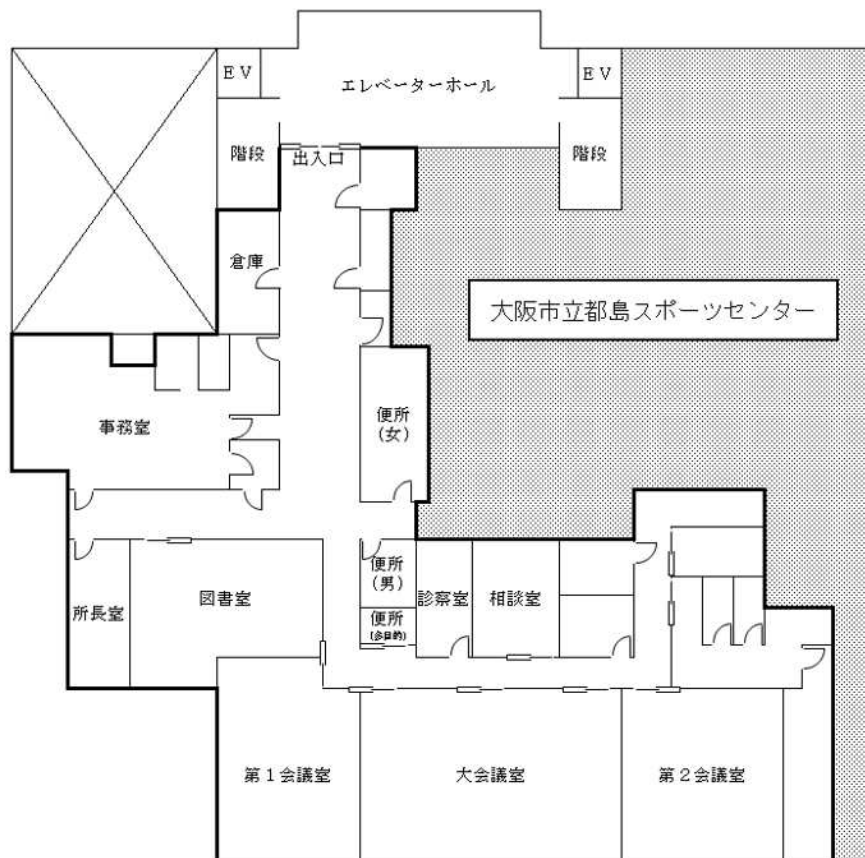 ＥＶ
エレベーターホール
ＥＶ
階段
出入口
階段
倉庫
大阪市立都島スポーツセンター
事務室
便所
(女)
便所
(男)
診察室
相談室
所長室
図書室
便所
(多目的)
第１会議室
大会議室
第２会議室